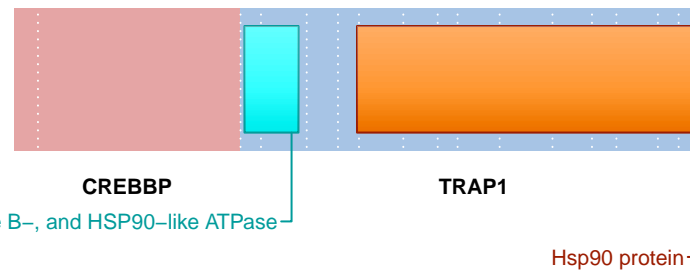 CREBBP TRAP1
B−, and HSP90−like ATPase
Hsp90 protein